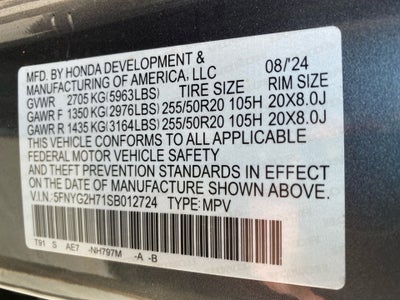 MFD. BY HONDA DEVELOPMENT & 08/'24
MANUFACTURING OF AMERICA, LLC
GVWR 2705 KG(5963LBS) TIRE SIZE RIM SIZE
GAWR F 1350 KG(2976LBS) 255/50R20 105H 20X8.0J
GAWR R 1435 KG(3164LBS) 255/50R20 105H 20X8.0J
THIS VEHICLE CONFORMS TO ALL APPLICABLE
FEDERAL MOTOR VEHICLE SAFETY
AND THEFT PREVENTION STANDARDS IN EFFECT
ON THE DATE OF MANUFACTURE SHOWN ABOVE.
V.I.N.:5FNYG2H71SB012724 TYPE:MPV
T91 S AE7 -NH797M -A -B